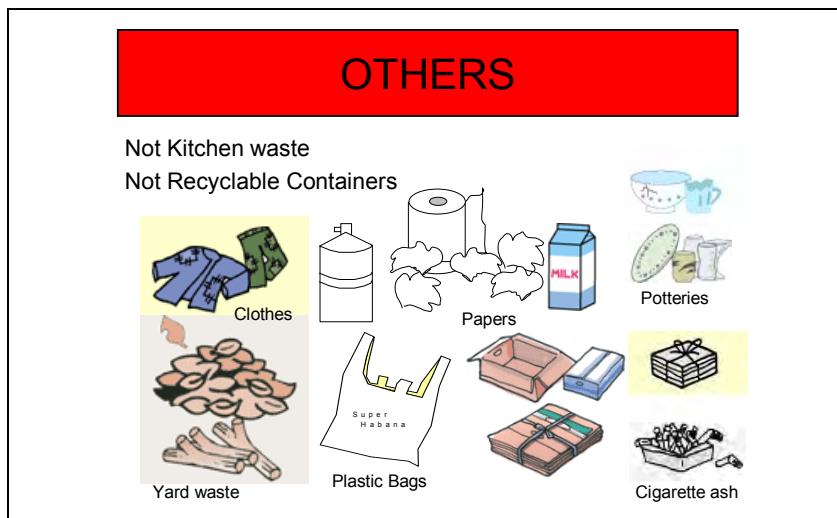 OTHERS
Not Kitchen waste
Not Recyclable Containers
MILK
Clothes
Papers
Potteries
Super
Habana
Yard waste
Plastic Bags
Cigarette ash